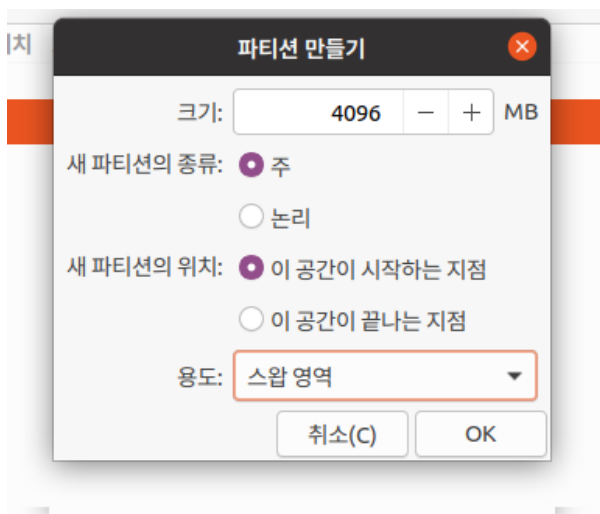 치
파티션 만들기
크기: 4096 － ＋ MB
새 파티션의 종류: 주
논리
새 파티션의 위치: 이 공간이 시작하는 지점
이 공간이 끝나는 지점
용도: 스왑 영역
취소(C) OK